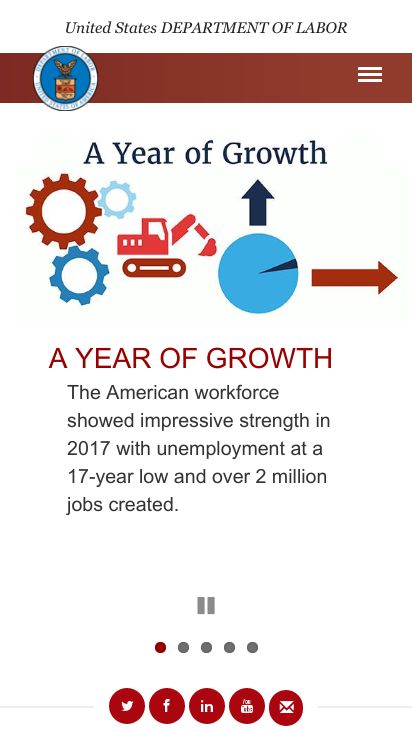 United States DEPARTMENT OF LABOR
A Year of Growth
A YEAR OF GROWTH
The American workforce
showed impressive strength in
2017 with unemployment at a
17-year low and over 2 million
jobs created.